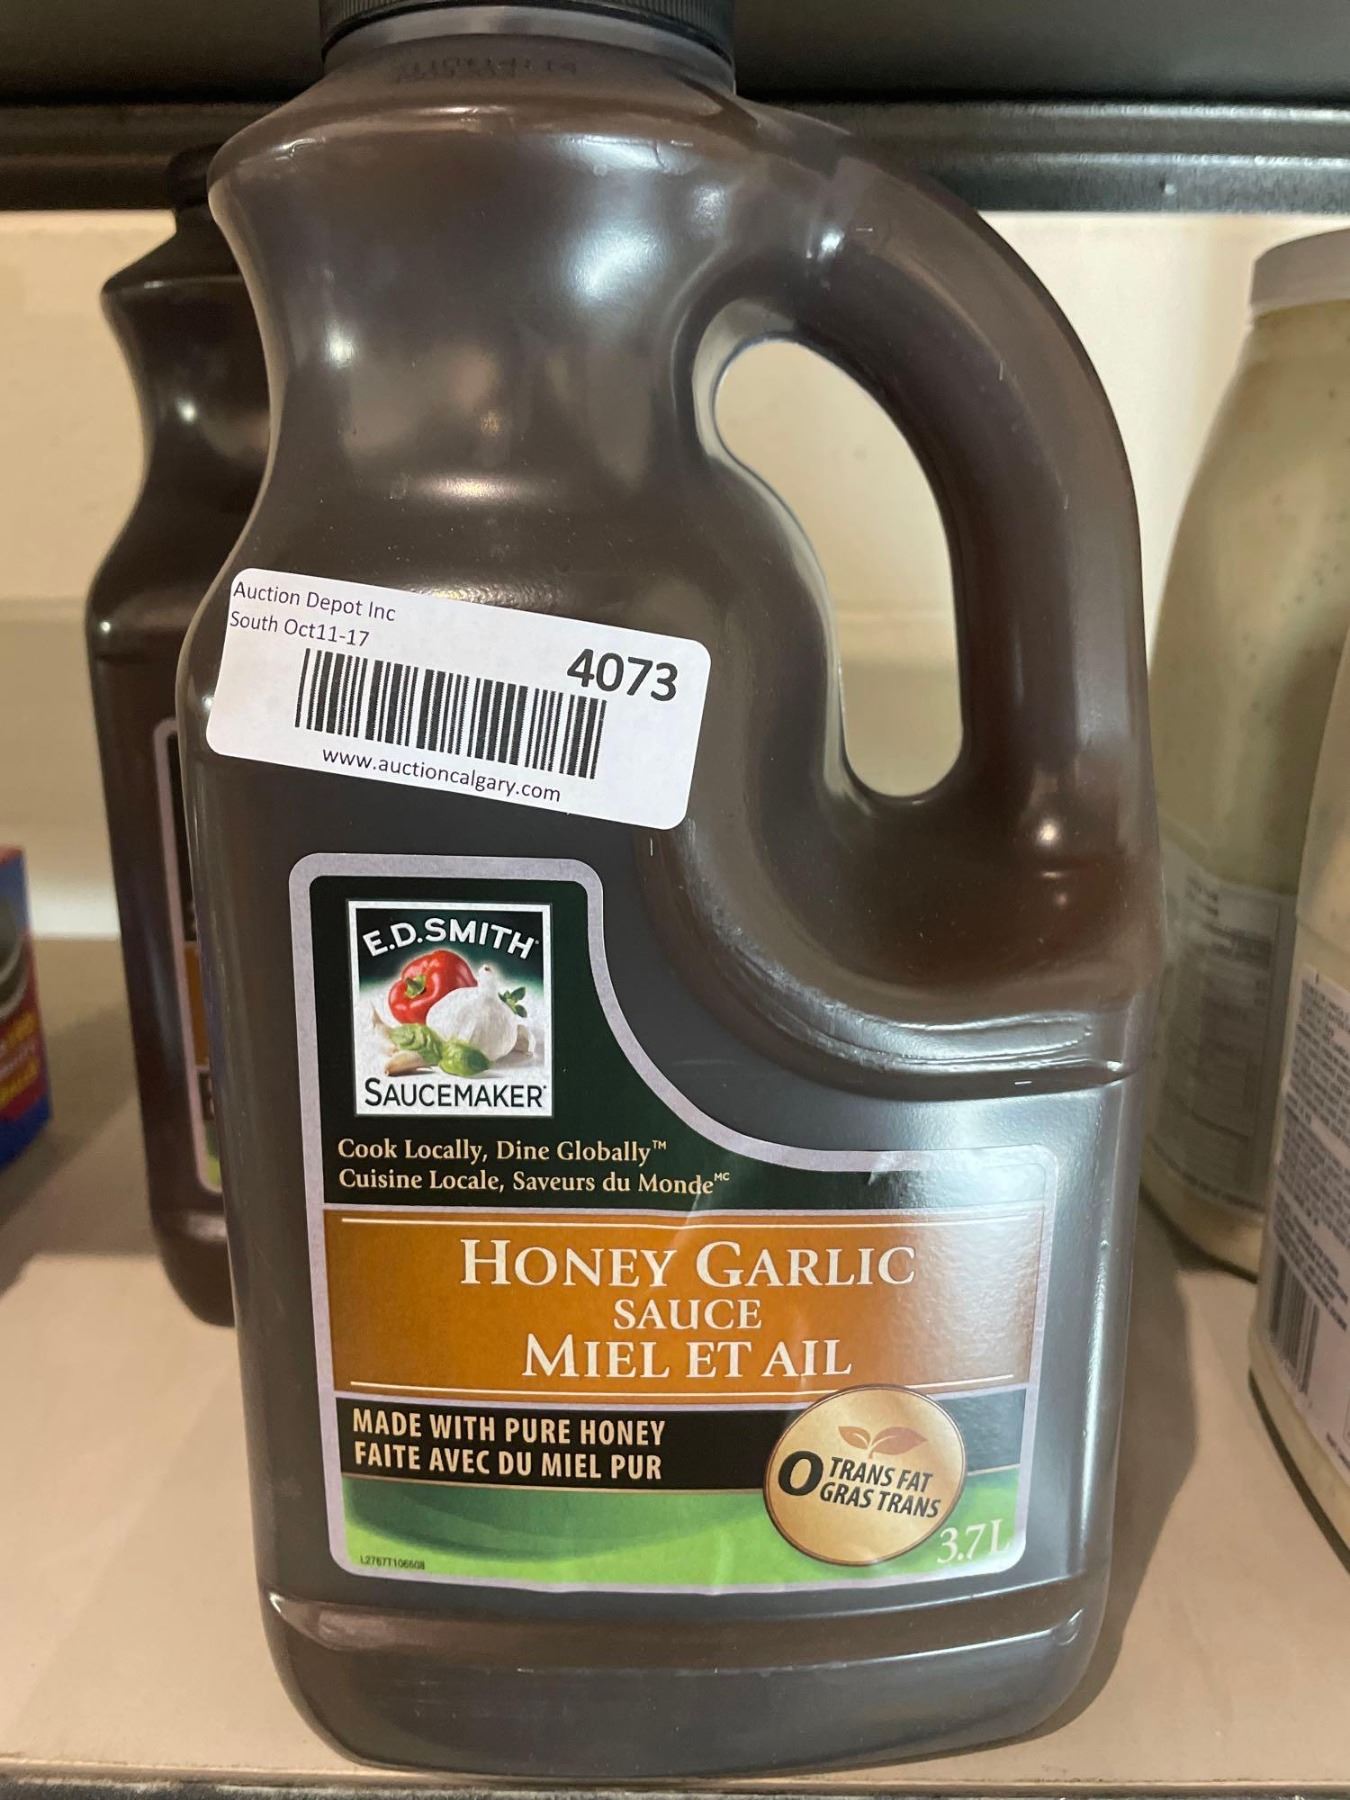 Auction Depot Inc
South Oct11-17
4073
www.auctioncalgary.com
E.D.SMITH
SAUCEMAKER
Cook Locally, Dine Globally™
Cuisine Locale, Saveurs du Monde MC
HONEY GARLIC
SAUCE
MIEL ET AIL
MADE WITH PURE HONEY
FAITE AVEC DU MIEL PUR
0 TRANS FAT
GRAS TRANS
3.7L